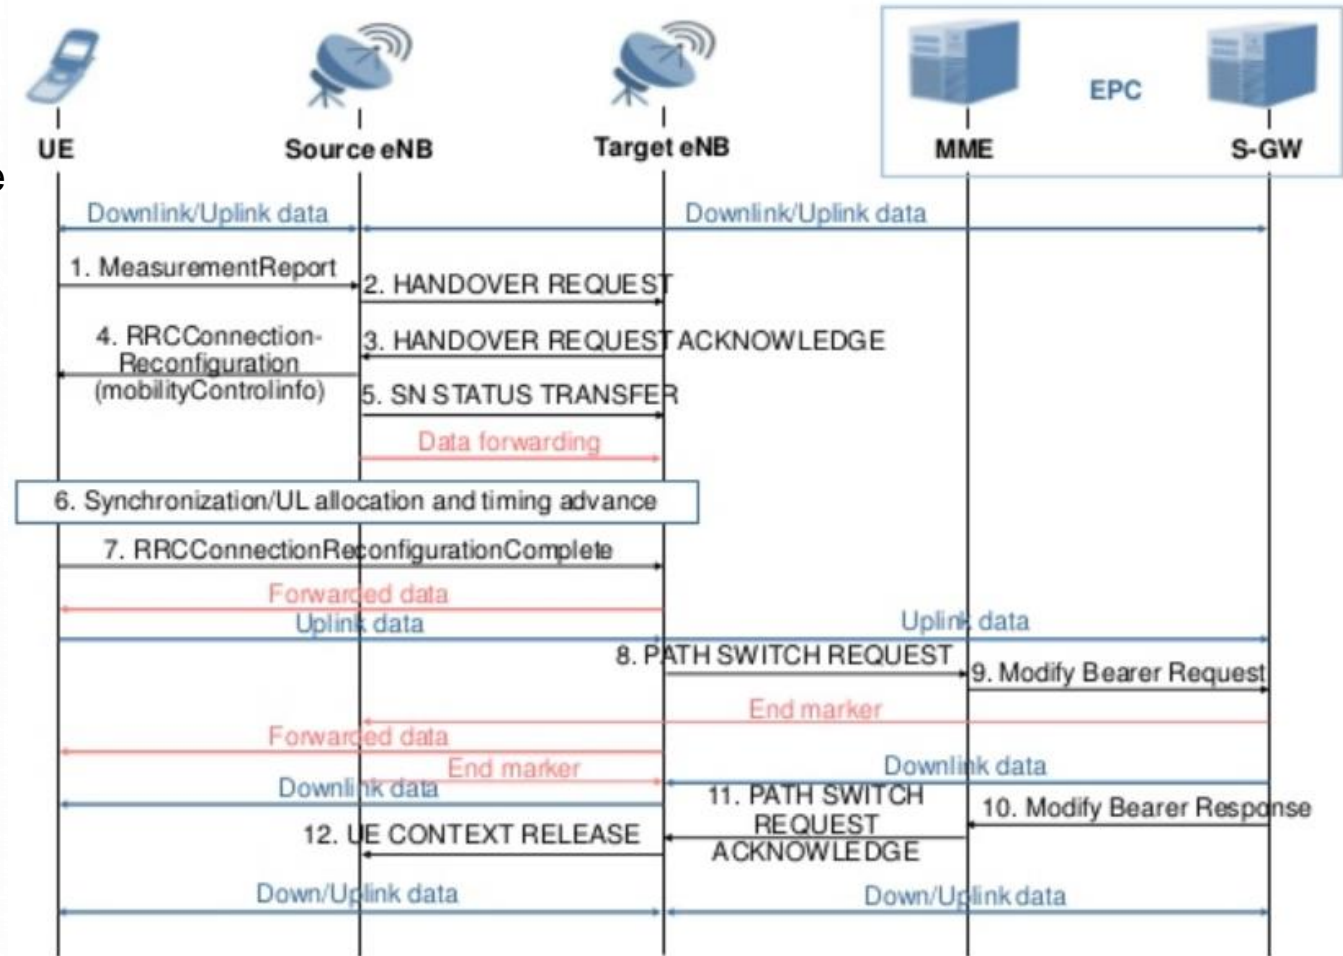 EPC
UE
Source eNB
Target eNB
MME
S-GW
e
Downlink/Uplink data
Downlink/Uplink data
1. MeasurementReport
2. HANDOVER REQUEST
3. HANDOVER REQUEST ACKNOWLEDGE
4. RRCConnection-
Reconfiguration
(mobilityControlinfo)
5. SN STATUS TRANSFER
Data forwarding
6. Synchronization/UL allocation and timing advance
7. RRCConnectionReconfigurationComplete
Forwarded data
Uplink data
Uplink data
8. PATH SWITCH REQUEST
9. Modify Bearer Request
End marker
Forwarded data
End marker
Downlink data
Downlink data
10. Modify Bearer Response
11. PATH SWITCH
REQUEST
ACKNOWLEDGE
12. UE CONTEXT RELEASE
Down/Uplink data
Down/Uplink data